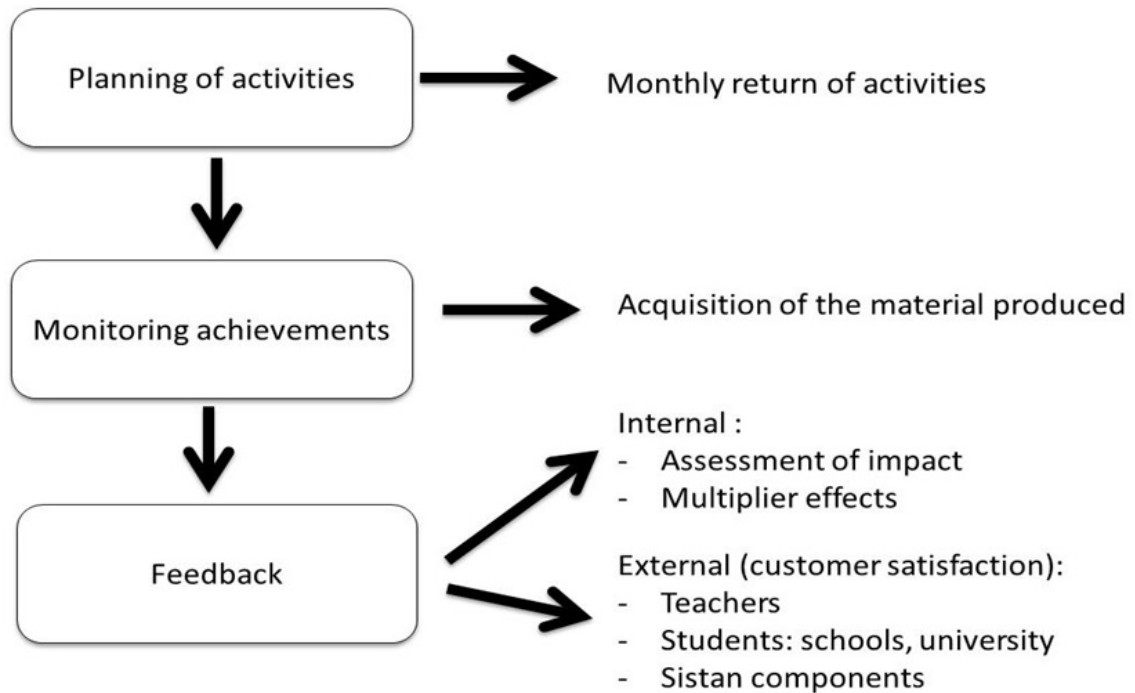 Planning of activities
Monthly return of activities
Monitoring achievements
Acquisition of the material produced
Feedback
Internal :
- Assessment of impact
- Multiplier effects
External (customer satisfaction):
- Teachers
- Students: schools, university
- Sistan components